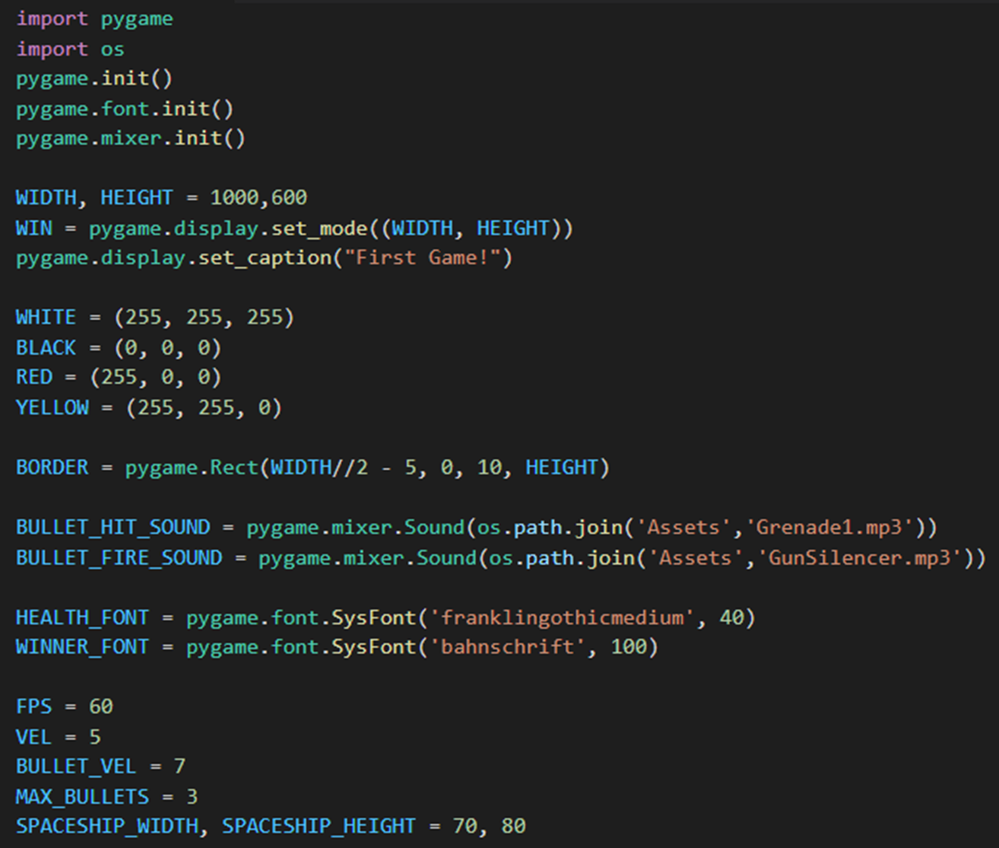 import pygame
import os
pygame.init()
pygame.font.init()
pygame.mixer.init()
WIDTH, HEIGHT = 1000,600
WIN = pygame.display.set_mode((WIDTH, HEIGHT))
pygame.display.set_caption("First Game!")
WHITE = (255, 255, 255)
BLACK = (0, 0, 0)
RED = (255, 0, 0)
YELLOW = (255, 255, 0)
BORDER = pygame.Rect(WIDTH//2 - 5, 0, 10, HEIGHT)
BULLET_HIT_SOUND = pygame.mixer.Sound(os.path.join('Assets','Grenade1.mp3'))
BULLET_FIRE_SOUND = pygame.mixer.Sound(os.path.join('Assets','GunSilencer.mp3'))
HEALTH_FONT = pygame.font.SysFont('franklingothicmedium', 40)
WINNER_FONT = pygame.font.SysFont('bahnschrift', 100)
FPS = 60
VEL = 5
BULLET_VEL = 7
MAX_BULLETS = 3
SPACESHIP_WIDTH, SPACESHIP_HEIGHT = 70, 80